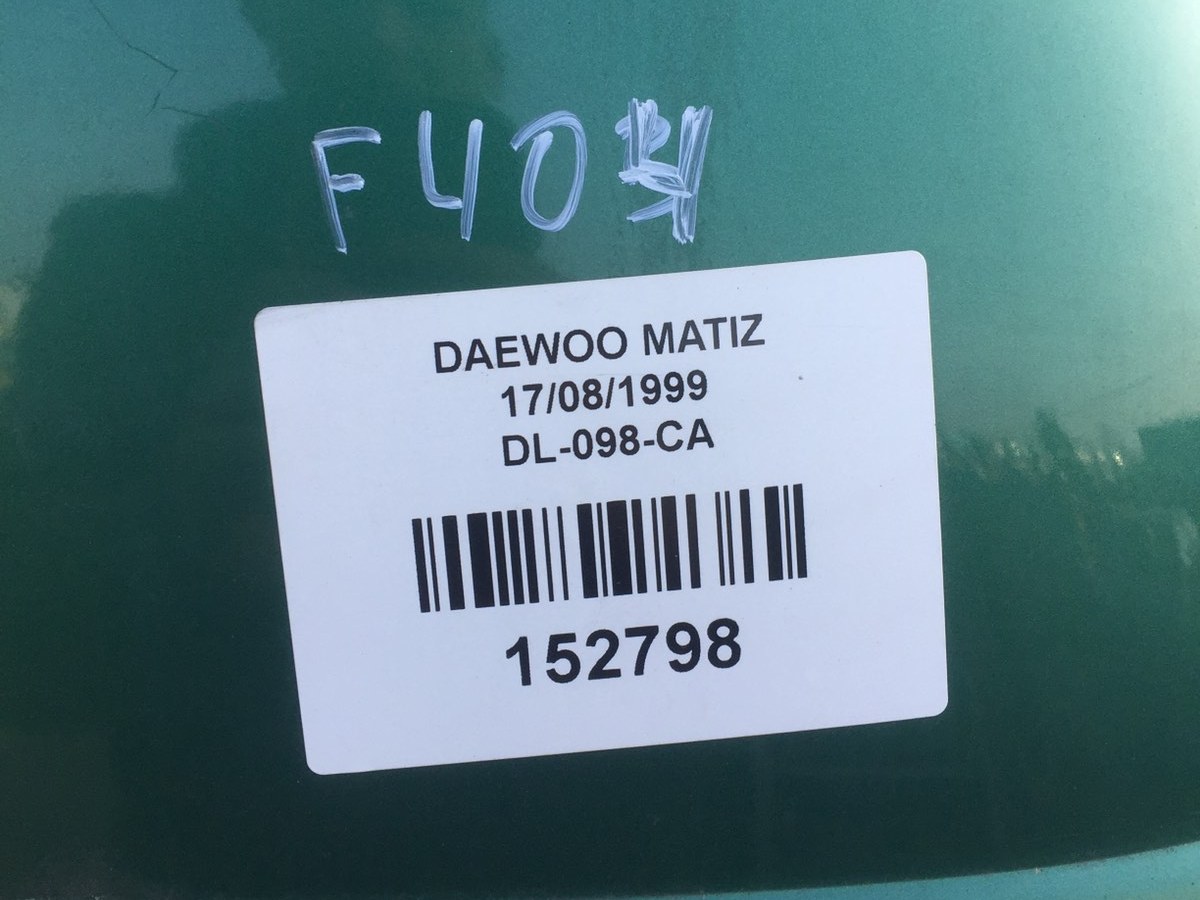 F404
DAEWOO MATIZ
17/08/1999
DL-098-CA
152798